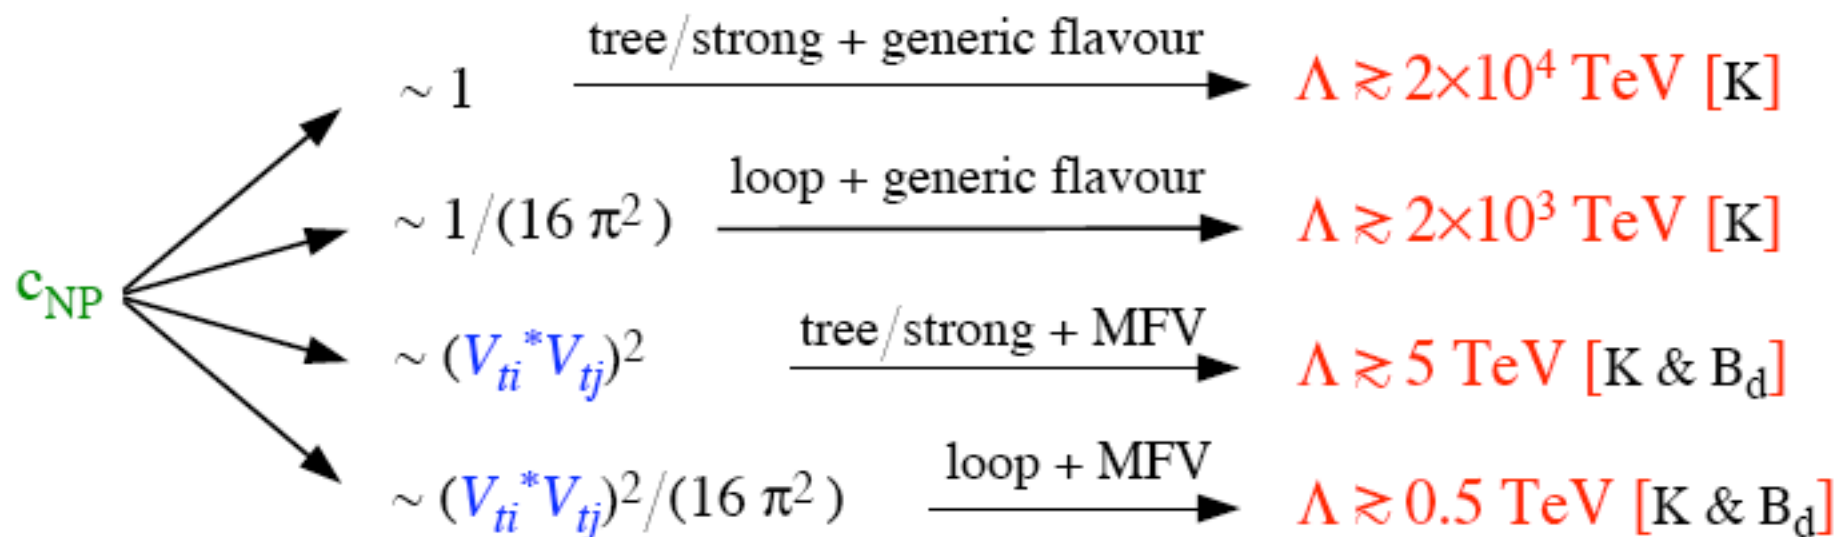 tree/strong + generic flavour
~ 1 Λ ≳ 2×10⁴ TeV [K]
loop + generic flavour
~ 1/(16 π²) Λ ≳ 2×10³ TeV [K]
c_NP
tree/strong + MFV
~ (V_ti*V_tj)² Λ ≳ 5 TeV [K & B_d]
loop + MFV
~ (V_ti*V_tj)²/(16 π²) Λ ≳ 0.5 TeV [K & B_d]